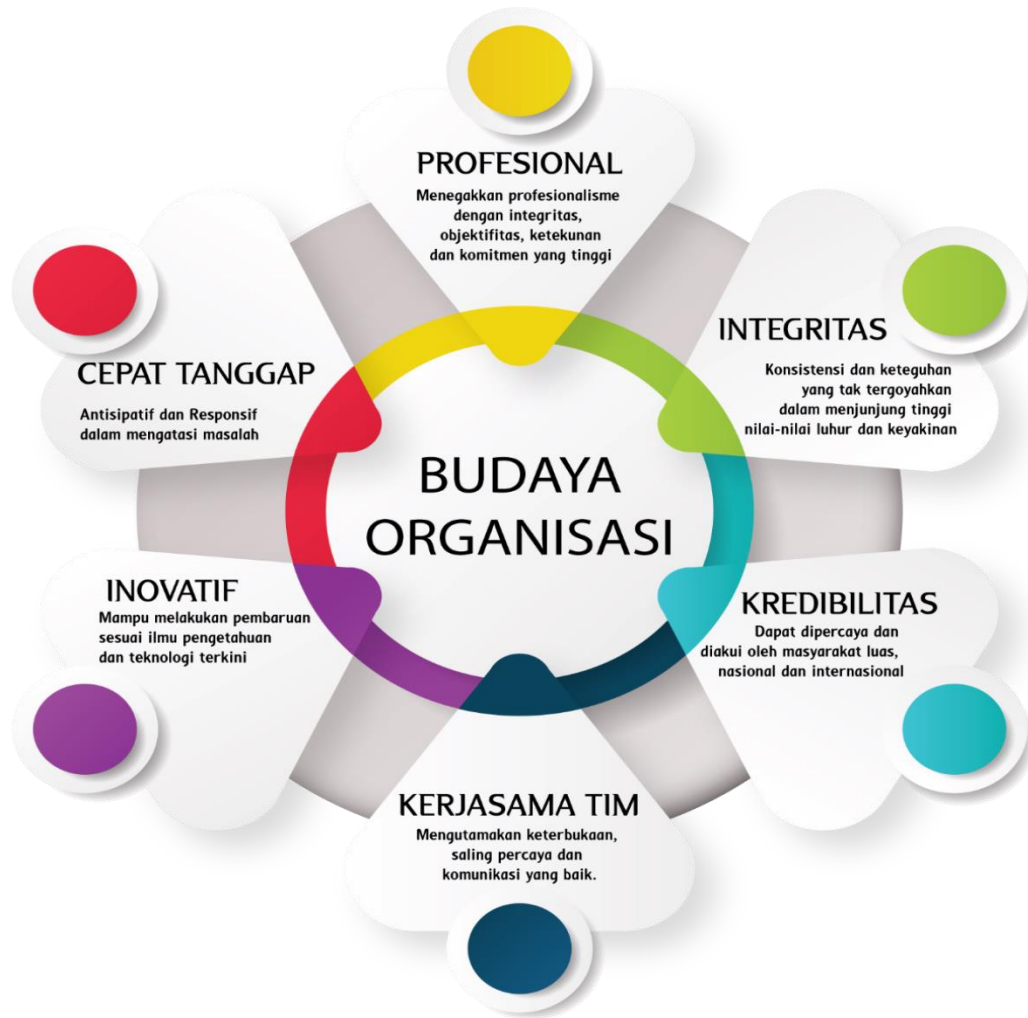 PROFESIONAL
Menegakkan profesionalisme
dengan integritas,
objektifitas, ketekunan
dan komitmen yang tinggi
INTEGRITAS
Konsistensi dan keteguhan
yang tak tergoyahkan
dalam menjunjung tinggi
nilai-nilai luhur dan keyakinan
CEPAT TANGGAP
Antisipatif dan Responsif
dalam mengatasi masalah
BUDAYA
ORGANISASI
INOVATIF
Mampu melakukan pembaruan
sesuai ilmu pengetahuan
dan teknologi terkini
KREDIBILITAS
Dapat dipercaya dan
diakui oleh masyarakat luas,
nasional dan internasional
KERJASAMA TIM
Mengutamakan keterbukaan,
saling percaya dan
komunikasi yang baik.